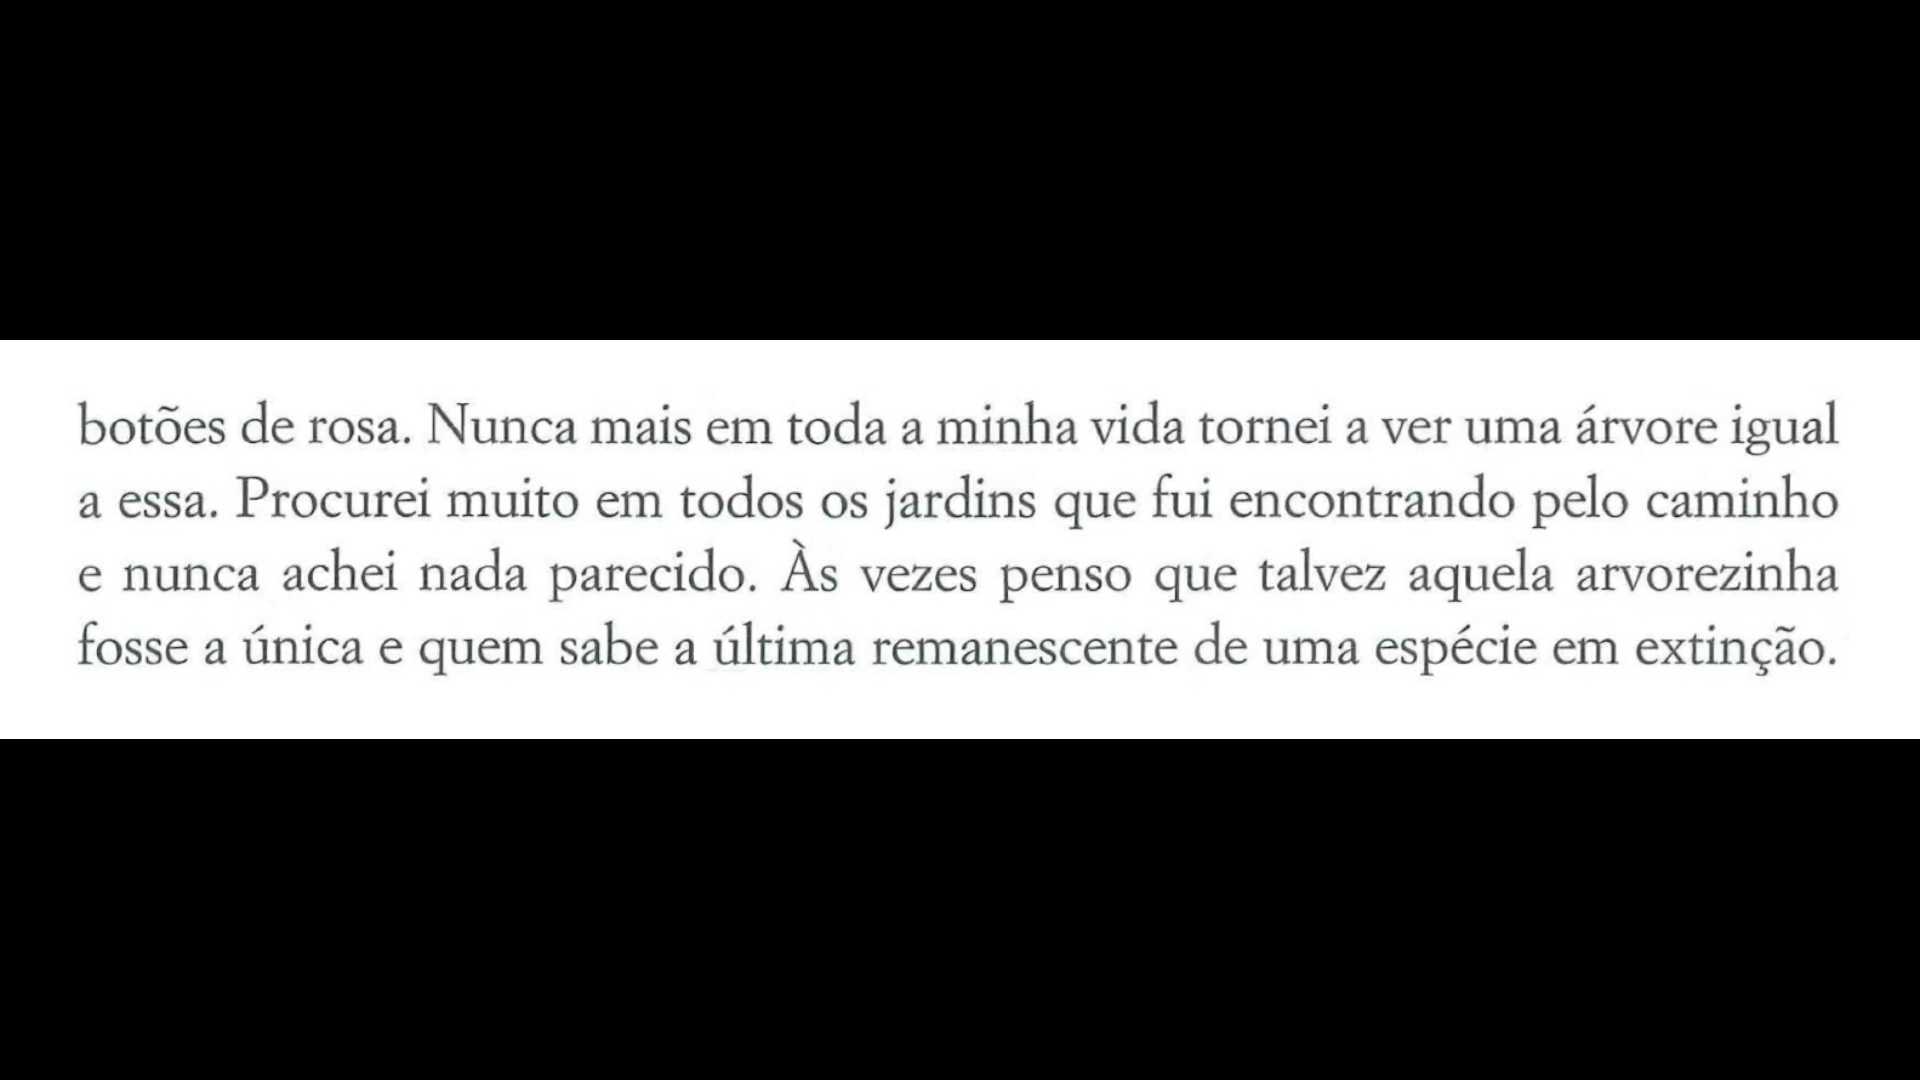 botões de rosa. Nunca mais em toda a minha vida tornei a ver uma árvore igual
a essa. Procurei muito em todos os jardins que fui encontrando pelo caminho
e nunca achei nada parecido. Às vezes penso que talvez aquela arvorezinha
fosse a única e quem sabe a última remanescente de uma espécie em extinção.